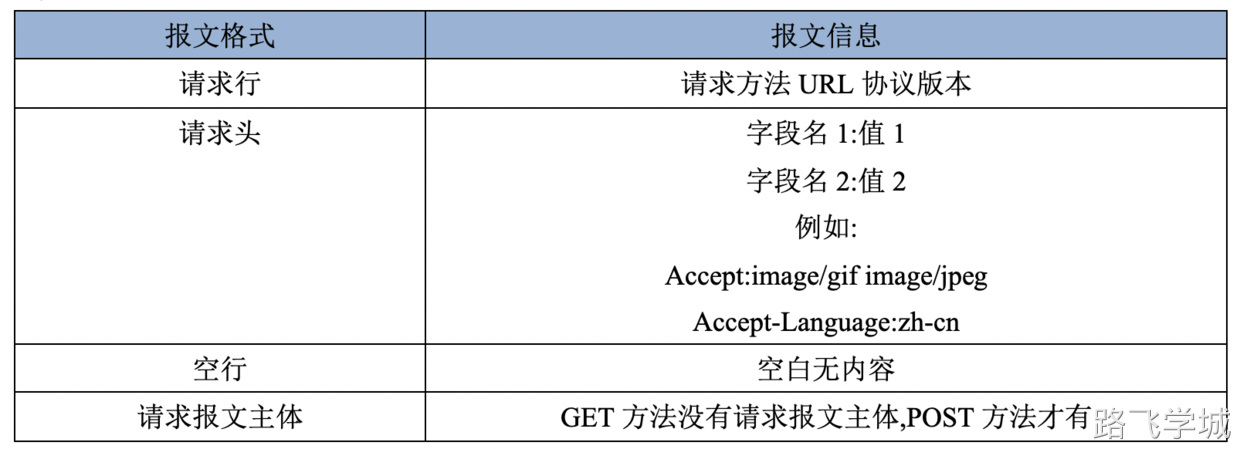 报文格式 报文信息
请求行 请求方法 URL 协议版本
请求头 字段名 1:值 1
字段名 2:值 2
例如:
Accept:image/gif image/jpeg
Accept-Language:zh-cn
空行 空白无内容
请求报文主体 GET 方法没有请求报文主体,POST 方法才有
路飞学城